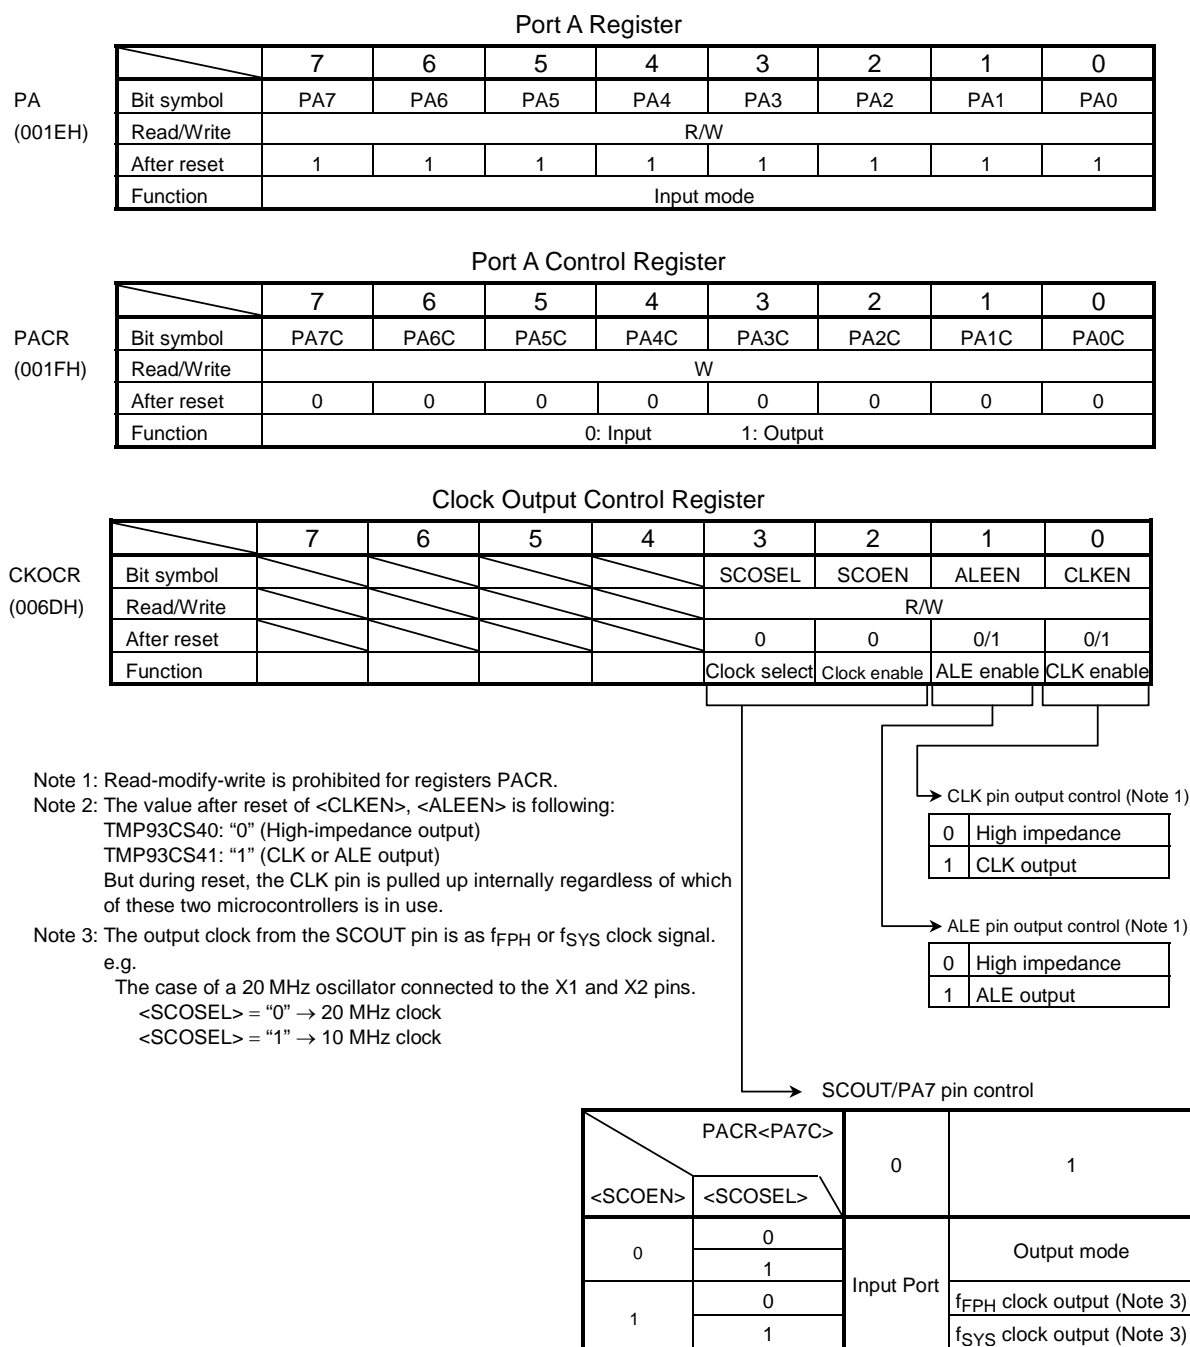 Port A Register
7 6 5 4 3 2 1 0
PA Bit symbol PA7 PA6 PA5 PA4 PA3 PA2 PA1 PA0
(001EH) Read/Write R/W
After reset 1 1 1 1 1 1 1 1
Function Input mode
Port A Control Register
7 6 5 4 3 2 1 0
PACR Bit symbol PA7C PA6C PA5C PA4C PA3C PA2C PA1C PA0C
(001FH) Read/Write W
After reset 0 0 0 0 0 0 0 0
Function 0: Input 1: Output
Clock Output Control Register
7 6 5 4 3 2 1 0
CKOCR Bit symbol SCOSEL SCOEN ALEEN CLKEN
(006DH) Read/Write R/W
After reset 0 0 0/1 0/1
Function Clock select Clock enable ALE enable CLK enable
Note 1: Read-modify-write is prohibited for registers PACR.
Note 2: The value after reset of <CLKEN>, <ALEEN> is following:
TMP93CS40: “0” (High-impedance output)
TMP93CS41: “1” (CLK or ALE output)
But during reset, the CLK pin is pulled up internally regardless of which
of these two microcontrollers is in use.
Note 3: The output clock from the SCOUT pin is as fFPH or fSYS clock signal.
e.g.
The case of a 20 MHz oscillator connected to the X1 and X2 pins.
<SCOSEL> = “0” → 20 MHz clock
<SCOSEL> = “1” → 10 MHz clock
CLK pin output control (Note 1)
0 High impedance
1 CLK output
ALE pin output control (Note 1)
0 High impedance
1 ALE output
SCOUT/PA7 pin control
PACR<PA7C> 0 1
<SCOEN> <SCOSEL>
0 0 Input Port Output mode
1
1 0 fFPH clock output (Note 3)
1 fSYS clock output (Note 3)